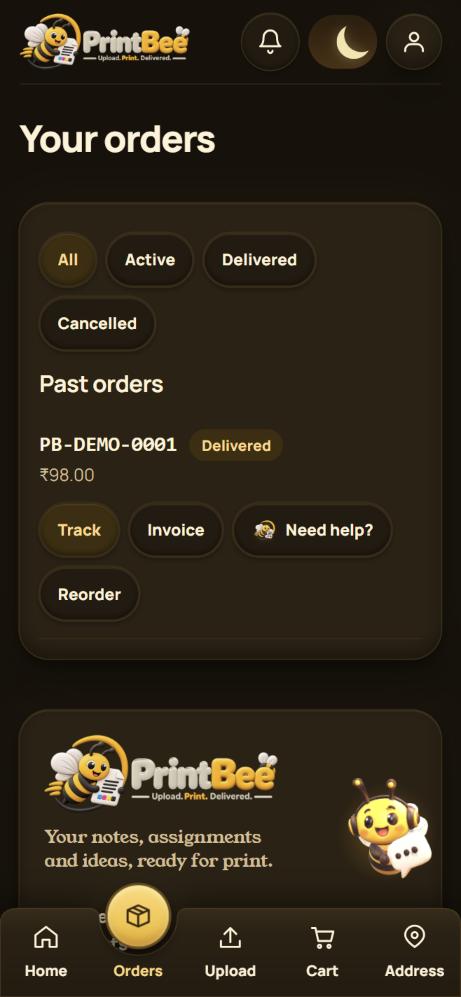 PrintBee
Upload. Print. Delivered.
Your orders
All
Active
Delivered
Cancelled
Past orders
PB-DEMO-0001
Delivered
₹98.00
Track
Invoice
Need help?
Reorder
PrintBee
Upload. Print. Delivered.
Your notes, assignments
and ideas, ready for print.
Home
Orders
Upload
Cart
Address